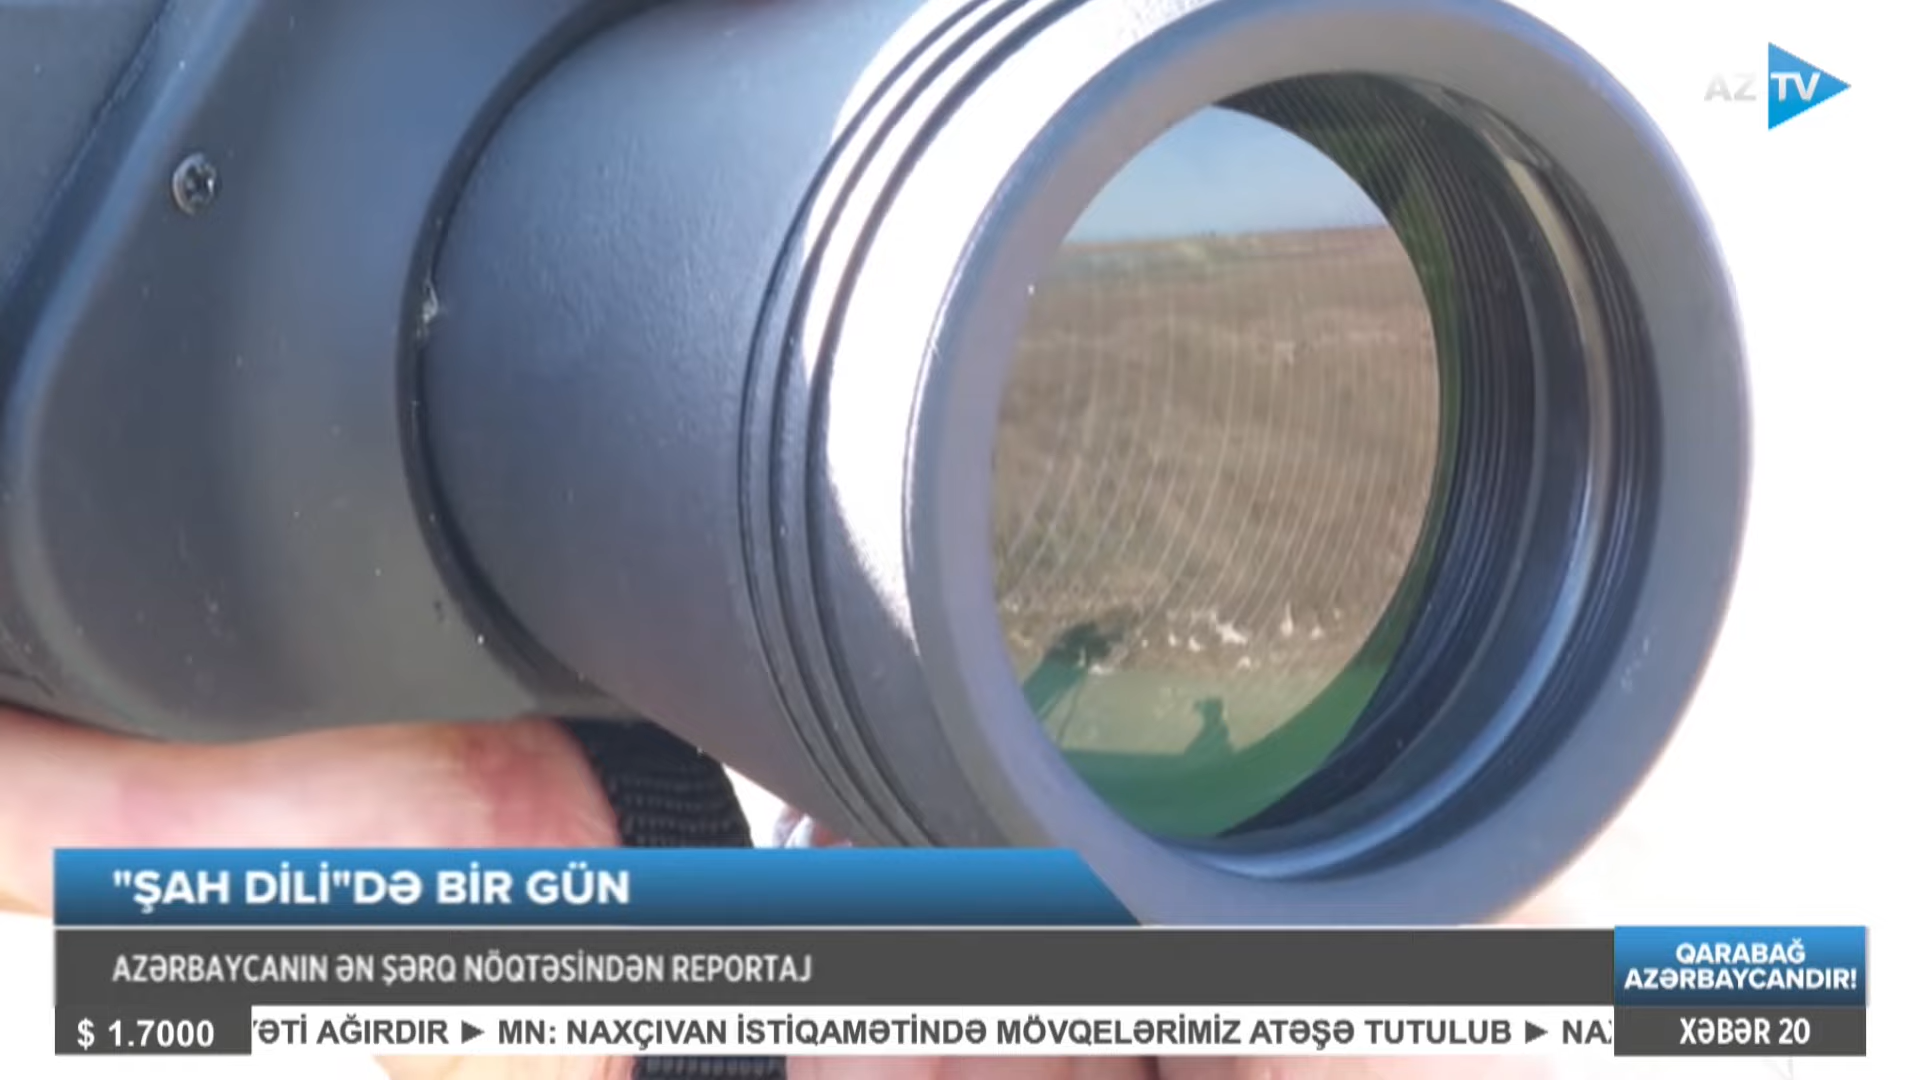 AZ TV
"ŞAH DİLİ"DƏ BİR GÜN
AZƏRBAYCANIN ƏN ŞƏRQ NÖQTƏSİNDƏN REPORTAJ
QARABAĞ
AZƏRBAYCANDIR!
$ 1.7000
ƏTİ AĞIRDIR ► MN: NAXÇIVAN İSTİQAMƏTİNDƏ MÖVQELƏRİMİZ ATƏŞƏ TUTULUB ► NA
XƏBƏR 20